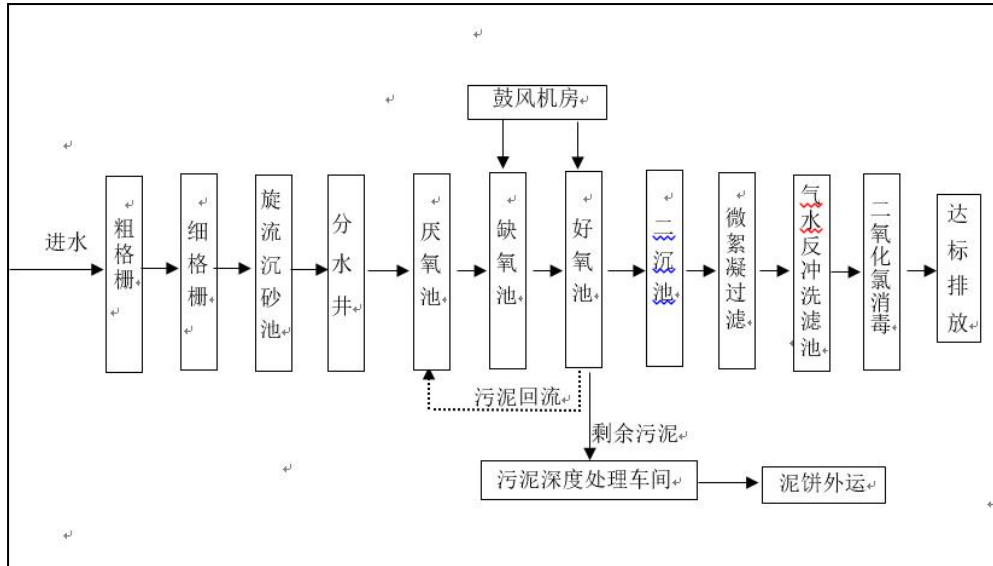 鼓风机房
进水
粗格栅
细格栅
旋流沉砂池
分水井
厌氧池
缺氧池
好氧池
二沉池
微絮凝过滤
气水反冲洗滤池
二氧化氯消毒
达标排放
污泥回流
剩余污泥
污泥深度处理车间
泥饼外运